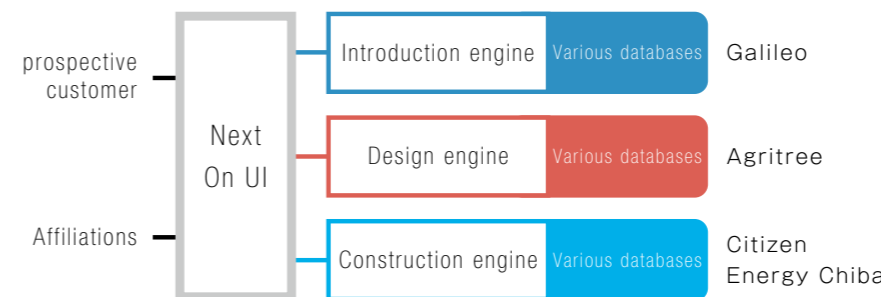 prospective
customer
Affiliations
Next
On UI
Introduction engine
Various databases
Galileo
Design engine
Various databases
Agritree
Construction engine
Various databases
Citizen
Energy Chiba